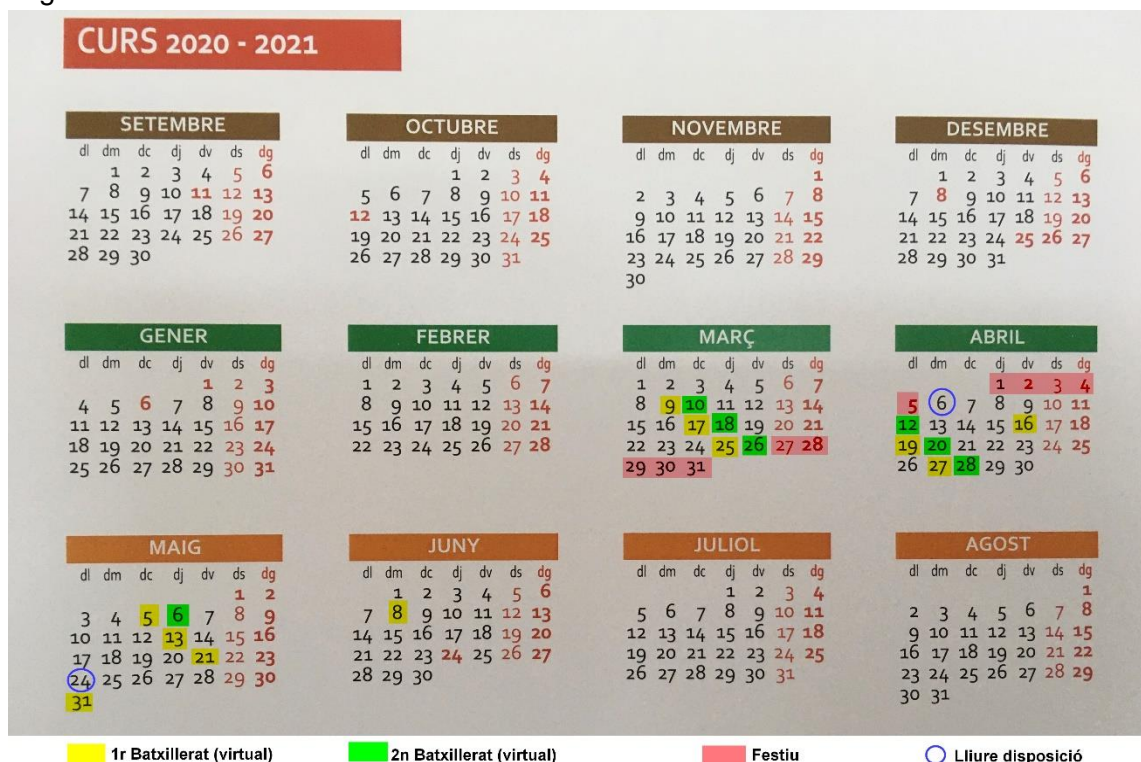 CURS 2020 - 2021
SETEMBRE
dl dm dc dj dv ds dg
1 2 3 4 5 6
7 8 9 10 11 12 13
14 15 16 17 18 19 20
21 22 23 24 25 26 27
28 29 30
OCTUBRE
dl dm dc dj dv ds dg
1 2 3 4
5 6 7 8 9 10 11
12 13 14 15 16 17 18
19 20 21 22 23 24 25
26 27 28 29 30 31
NOVEMBRE
dl dm dc dj dv ds dg
1
2 3 4 5 6 7 8
9 10 11 12 13 14 15
16 17 18 19 20 21 22
23 24 25 26 27 28 29
30
DESEMBRE
dl dm dc dj dv ds dg
1 2 3 4 5 6
7 8 9 10 11 12 13
14 15 16 17 18 19 20
21 22 23 24 25 26 27
28 29 30 31
GENER
dl dm dc dj dv ds dg
1 2 3
4 5 6 7 8 9 10
11 12 13 14 15 16 17
18 19 20 21 22 23 24
25 26 27 28 29 30 31
FEBRER
dl dm dc dj dv ds dg
1 2 3 4 5 6 7
8 9 10 11 12 13 14
15 16 17 18 19 20 21
22 23 24 25 26 27 28
MARÇ
dl dm dc dj dv ds dg
1 2 3 4 5 6 7
8 9 10 11 12 13 14
15 16 17 18 19 20 21
22 23 24 25 26 27 28
29 30 31
ABRIL
dl dm dc dj dv ds dg
1 2 3 4
5 6 7 8 9 10 11
12 13 14 15 16 17 18
19 20 21 22 23 24 25
26 27 28 29 30
MAIG
dl dm dc dj dv ds dg
1 2
3 4 5 6 7 8 9
10 11 12 13 14 15 16
17 18 19 20 21 22 23
24 25 26 27 28 29 30
31
JUNY
dl dm dc dj dv ds dg
1 2 3 4 5 6
7 8 9 10 11 12 13
14 15 16 17 18 19 20
21 22 23 24 25 26 27
28 29 30
JULIOL
dl dm dc dj dv ds dg
1 2 3 4
5 6 7 8 9 10 11
12 13 14 15 16 17 18
19 20 21 22 23 24 25
26 27 28 29 30 31
AGOST
dl dm dc dj dv ds dg
1
2 3 4 5 6 7 8
9 10 11 12 13 14 15
16 17 18 19 20 21 22
23 24 25 26 27 28 29
30 31
1r Batxillerat (virtual)
2n Batxillerat (virtual)
Festiu
Lliure disposició